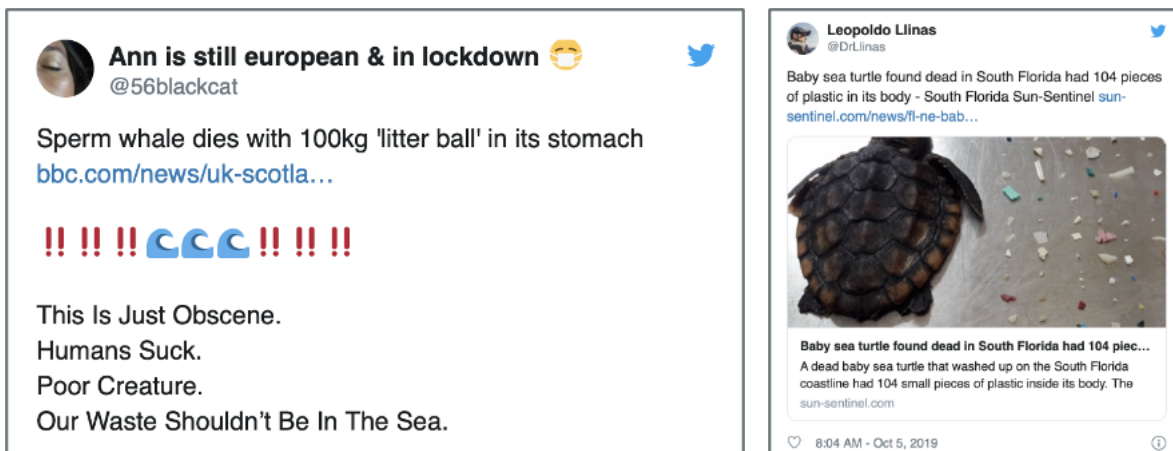 Ann is still european & in lockdown 😷
@56blackcat
Sperm whale dies with 100kg 'litter ball' in its stomach
bbc.com/news/uk-scotla…
‼️ ‼️ ‼️🌊🌊🌊‼️ ‼️ ‼️
This Is Just Obscene.
Humans Suck.
Poor Creature.
Our Waste Shouldn’t Be In The Sea.
Leopoldo Llinas
@DrLlinas
Baby sea turtle found dead in South Florida had 104 pieces
of plastic in its body - South Florida Sun-Sentinel sun-
sentinel.com/news/fl-ne-bab…
Baby sea turtle found dead in South Florida had 104 piec...
A dead baby sea turtle that washed up on the South Florida
coastline had 104 small pieces of plastic inside its body. The
sun-sentinel.com
8:04 AM - Oct 5, 2019